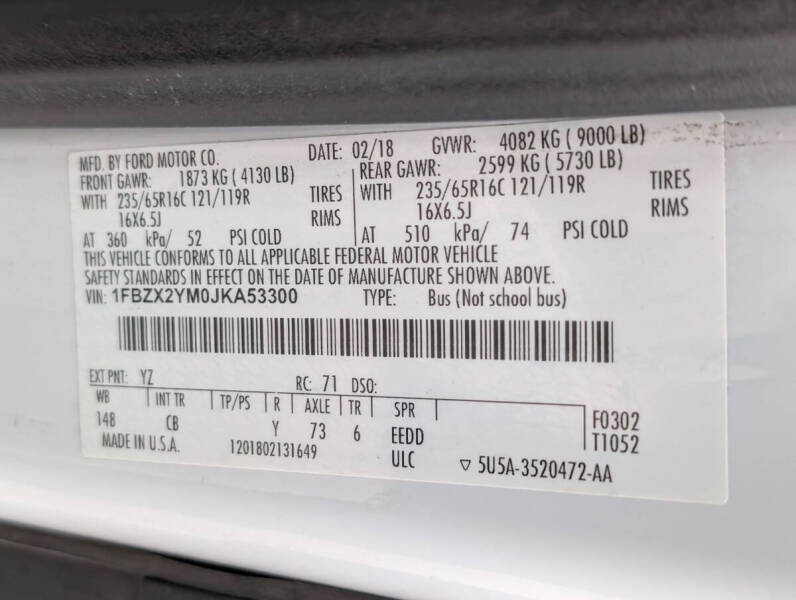 MFD. BY FORD MOTOR CO. DATE: 02/18 GVWR: 4082 KG ( 9000 LB)
FRONT GAWR: 1873 KG ( 4130 LB) REAR GAWR: 2599 KG ( 5730 LB)
WITH 235/65R16C 121/119R TIRES WITH 235/65R16C 121/119R TIRES
16X6.5J RIMS 16X6.5J RIMS
AT 360 kPa/ 52 PSI COLD AT 510 kPa/ 74 PSI COLD
THIS VEHICLE CONFORMS TO ALL APPLICABLE FEDERAL MOTOR VEHICLE
SAFETY STANDARDS IN EFFECT ON THE DATE OF MANUFACTURE SHOWN ABOVE.
VIN: 1FBZX2YM0JKA53300 TYPE: Bus (Not school bus)
EXT PNT: YZ RC: 71 DSO:
WB INT TR TP/PS R AXLE TR SPR
148 CB Y 73 6 EEDD F0302
MADE IN U.S.A. 1201802131649 ULC T1052
▽ 5U5A-3520472-AA